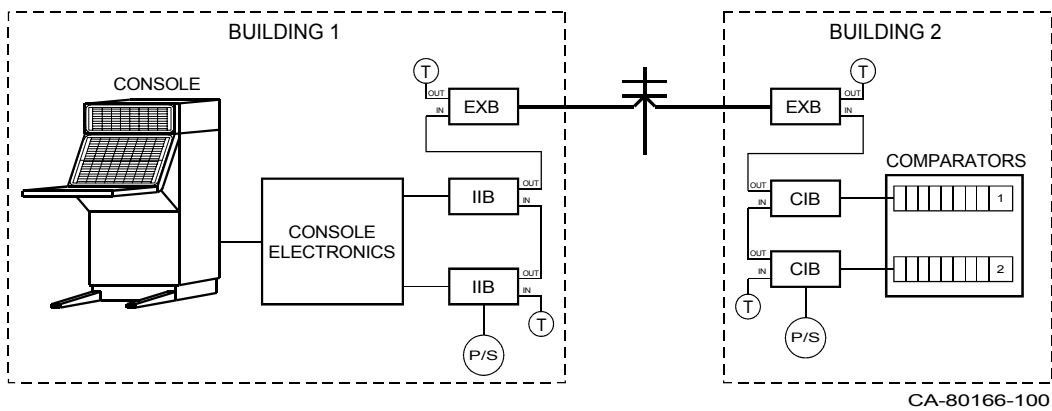 BUILDING 1
BUILDING 2
CONSOLE
T
OUT
IN
EXB
CONSOLE
ELECTRONICS
IIB
OUT
IN
IIB
OUT
IN
T
P/S
EXB
T
OUT
IN
COMPARATORS
OUT
IN
CIB
1
OUT
IN
CIB
2
T
P/S
CA-80166-100